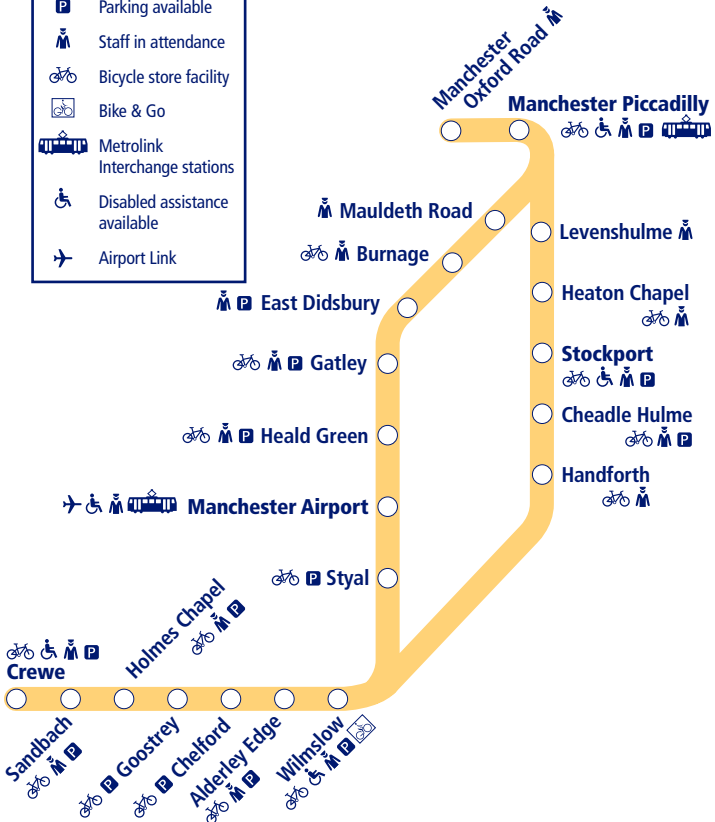 P Parking available
Staff in attendance
Bicycle store facility
Bike & Go
Metrolink
Interchange stations
Disabled assistance
available
Airport Link
Manchester
Oxford Road
Manchester Piccadilly
P
Mauldeth Road
Levenshulme
Burnage
Heaton Chapel
P East Didsbury
Stockport
P
P Gatley
Cheadle Hulme
P
P Heald Green
Handforth
Manchester Airport
P Styal
Holmes Chapel
P
P
Crewe
Sandbach
P
P Goostrey
P Chelford
Alderley Edge
P
Wilmslow
P